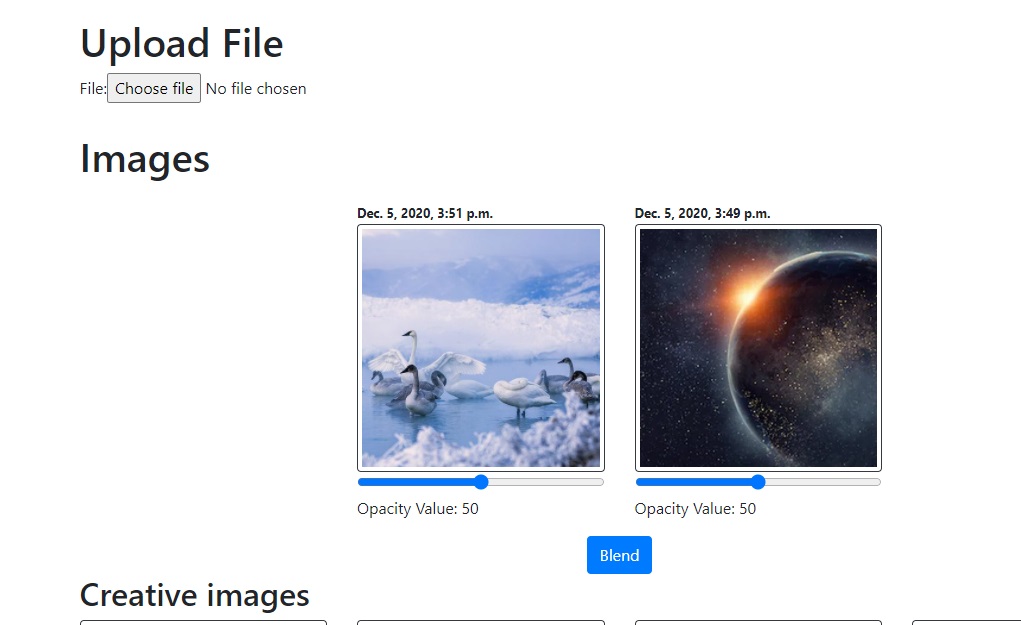 Upload File
File: Choose file No file chosen
Images
Dec. 5, 2020, 3:51 p.m. Dec. 5, 2020, 3:49 p.m.
Opacity Value: 50 Opacity Value: 50
Blend
Creative images